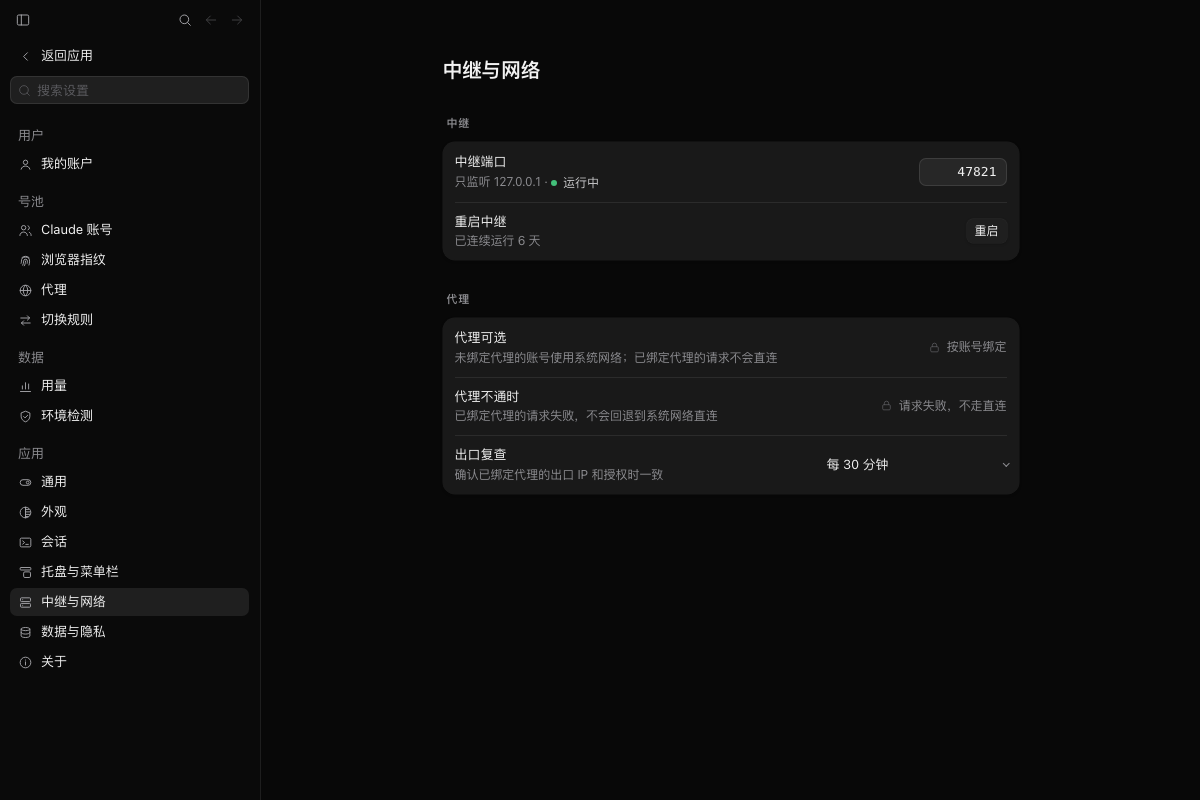 返回应用
搜索设置
用户
我的账户
号池
Claude 账号
浏览器指纹
代理
切换规则
数据
用量
环境检测
应用
通用
外观
会话
托盘与菜单栏
中继与网络
数据与隐私
关于
中继与网络
中继
中继端口
只监听 127.0.0.1 · 运行中
47821
重启中继
已连续运行 6 天
重启
代理
代理可选
未绑定代理的账号使用系统网络；已绑定代理的请求不会直连
按账号绑定
代理不通时
已绑定代理的请求失败，不会回退到系统网络直连
请求失败，不走直连
出口复查
确认已绑定代理的出口 IP 和授权时一致
每 30 分钟